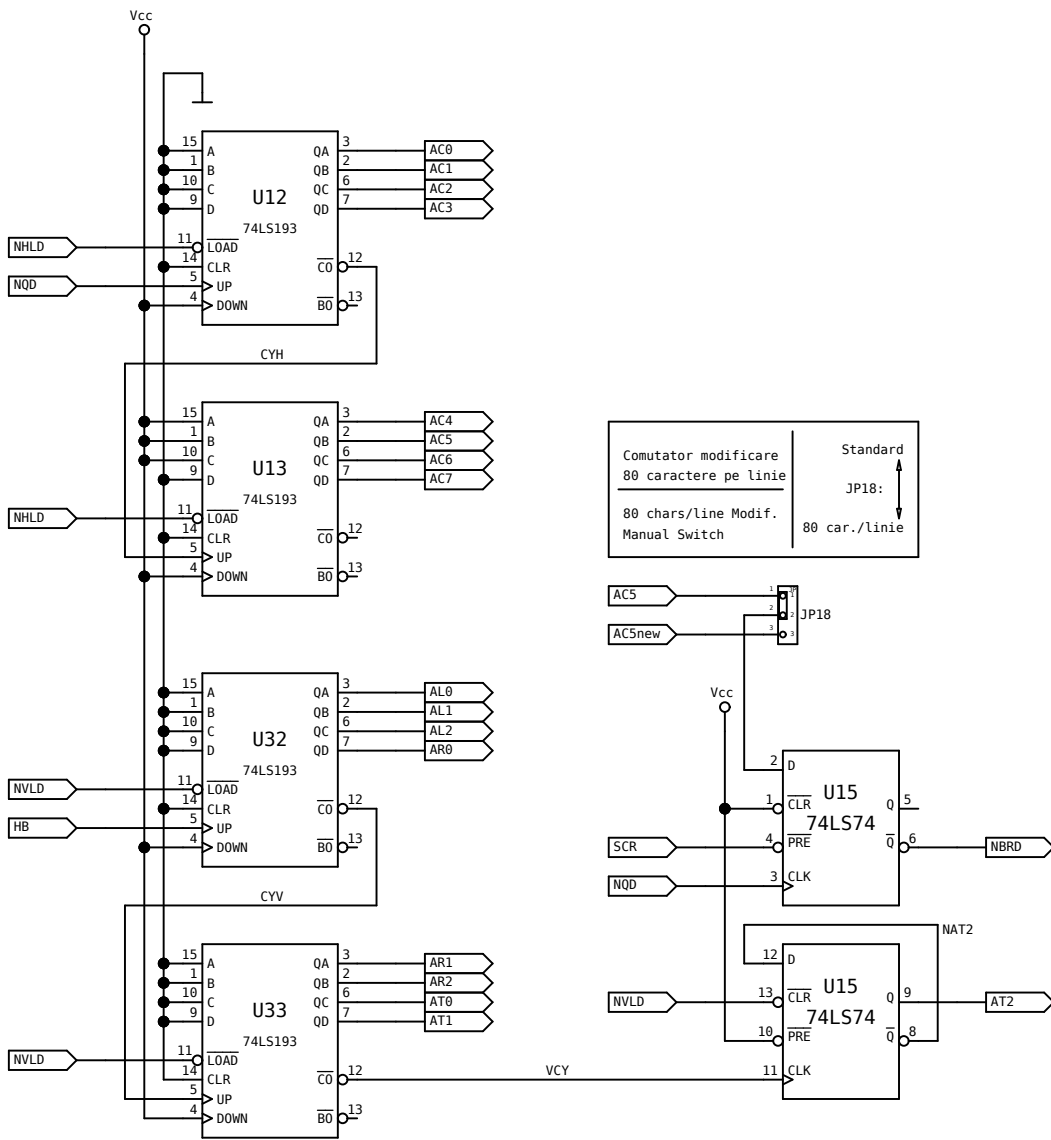 Vcc
15 A QA 3 AC0
1 B QB 2 AC1
10 C QC 6 AC2
9 D QD 7 AC3
U12
74LS193
NHLD 11 LOAD
14 CLR CO 12
NQD 5 UP
4 DOWN BO 13
CYH
15 A QA 3 AC4
1 B QB 2 AC5
10 C QC 6 AC6
9 D QD 7 AC7
U13
74LS193
NHLD 11 LOAD
14 CLR CO 12
5 UP
4 DOWN BO 13
Comutator modificare
80 caractere pe linie
80 chars/line Modif.
Manual Switch
Standard
JP18:
80 car./linie
AC5 1 JP 1
2 2 JP18
AC5new 3 3
15 A QA 3 AL0
1 B QB 2 AL1
10 C QC 6 AL2
9 D QD 7 AR0
U32
74LS193
NVLD 11 LOAD
14 CLR CO 12
HB 5 UP
4 DOWN BO 13
CYV
Vcc
2 D
U15
74LS74
1 CLR Q 5
SCR 4 PRE Q 6 NBRD
NQD 3 CLK
15 A QA 3 AR1
1 B QB 2 AR2
10 C QC 6 AT0
9 D QD 7 AT1
U33
74LS193
NVLD 11 LOAD
14 CLR CO 12
5 UP
4 DOWN BO 13
VCY
NAT2
12 D
U15
74LS74
NVLD 13 CLR Q 9 AT2
10 PRE Q 8
11 CLK